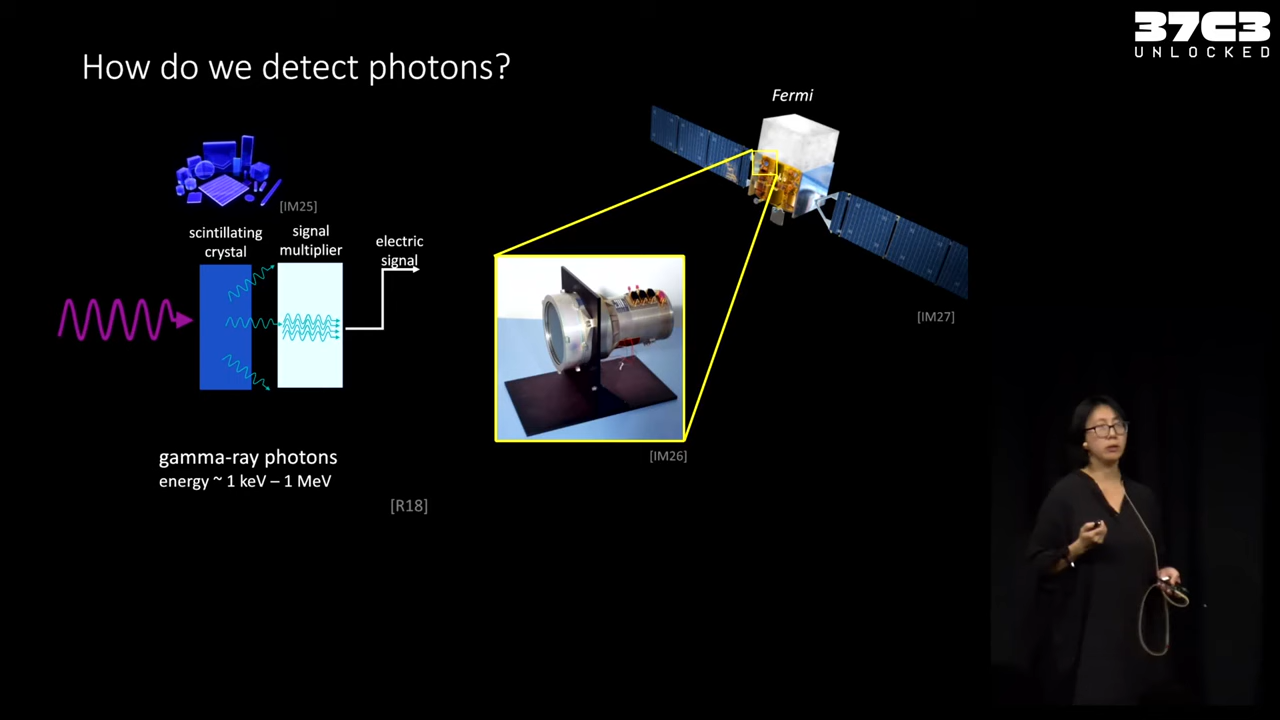 37C3
UNLOCKED
How do we detect photons?
Fermi
[IM25]
scintillating
crystal
signal
multiplier
electric
signal
[IM27]
[IM26]
gamma-ray photons
energy ~ 1 keV – 1 MeV
[R18]